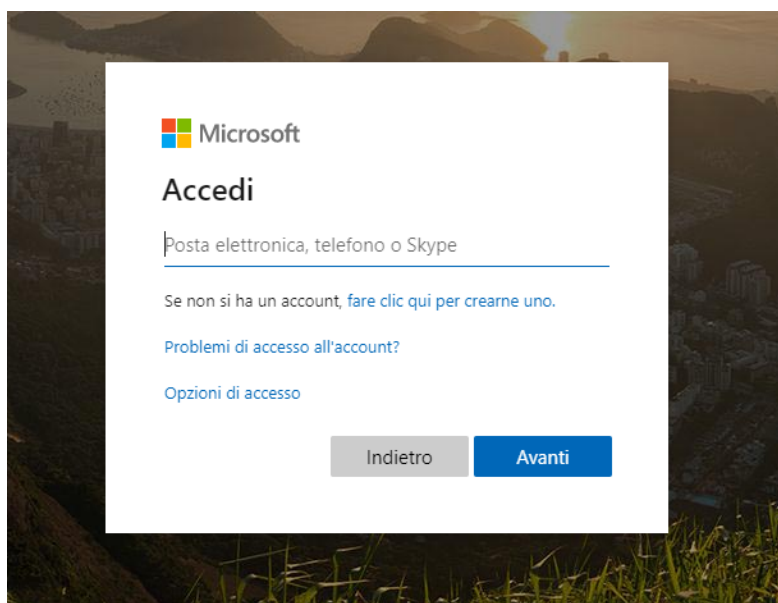 Microsoft
Accedi
Posta elettronica, telefono o Skype
Se non si ha un account, fare clic qui per crearne uno.
Problemi di accesso all'account?
Opzioni di accesso
Indietro Avanti